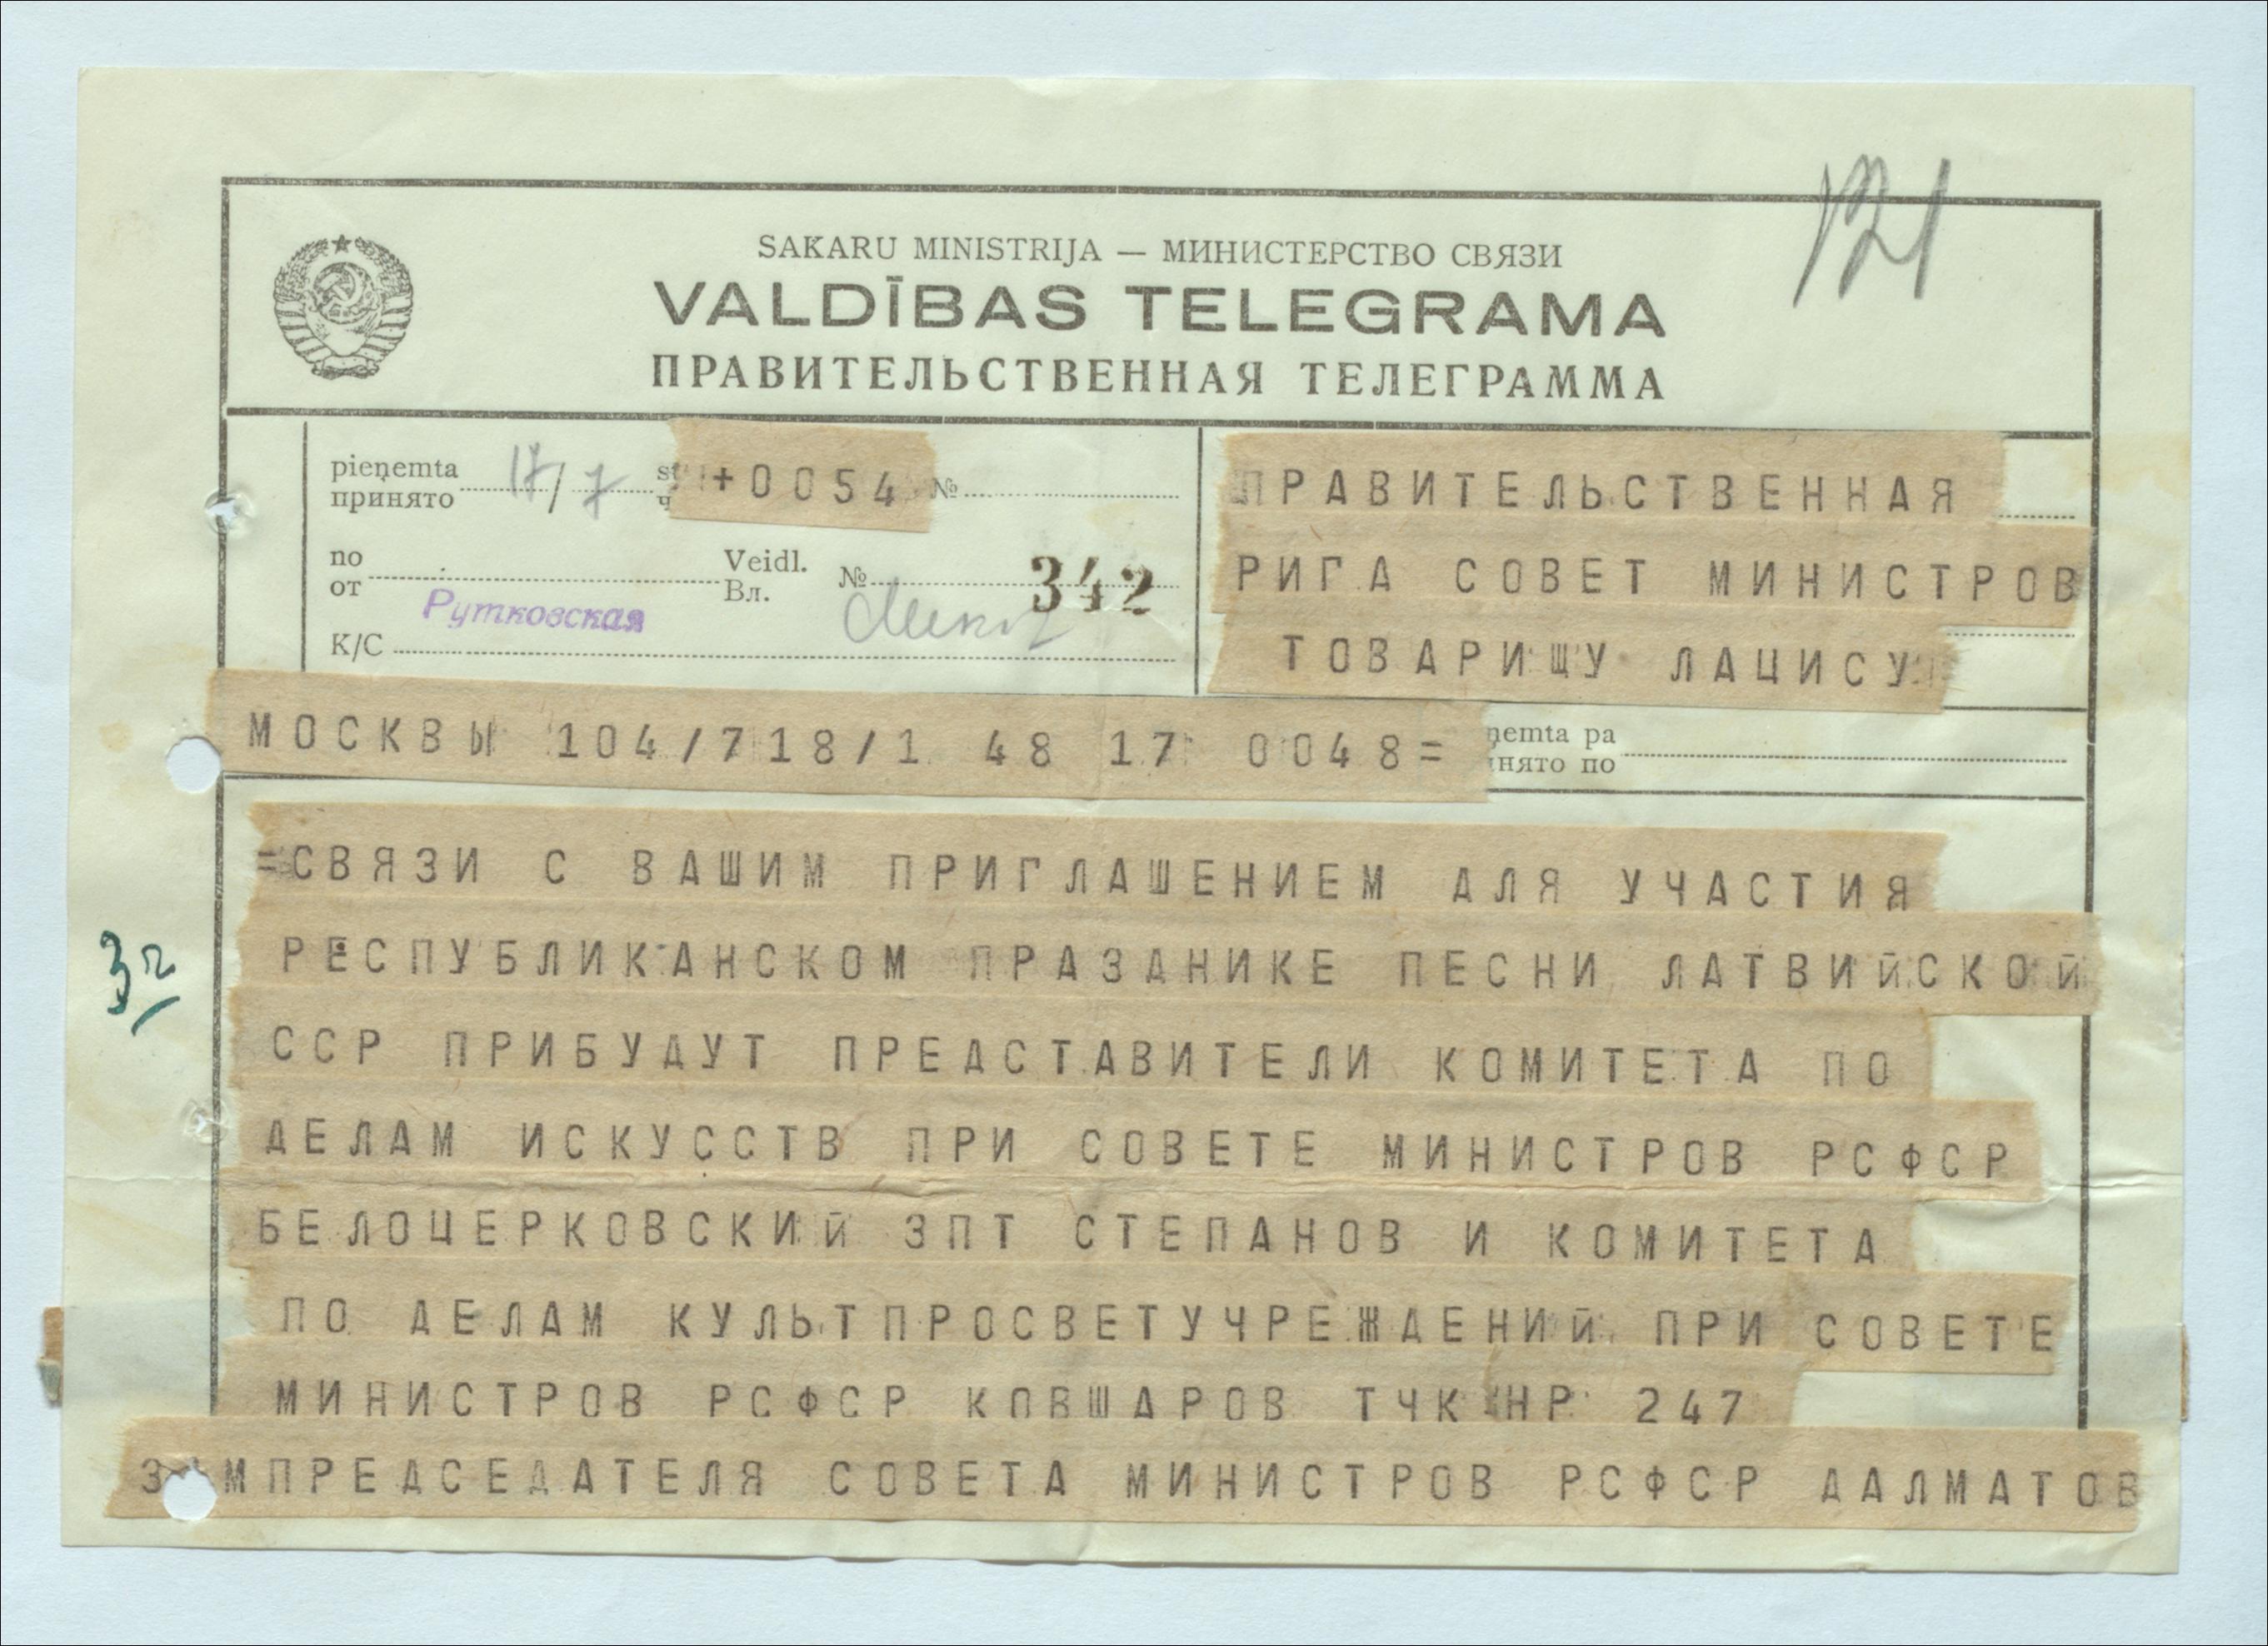 121
SAKARU MINISTRIJA — МИНИСТЕРСТВО СВЯЗИ
VALDĪBAS TELEGRAMA
ПРАВИТЕЛЬСТВЕННАЯ ТЕЛЕГРАММА
pieņemta
принято 17/7 +0054 №
ПРАВИТЕЛЬСТВЕННАЯ
РИГА СОВЕТ МИНИСТРОВ
ТОВАРИЩУ ЛАЦИСУ
no
от
Veidl.
Вл. № 342
Рутковская
К/С
МОСКВЫ 104/718/1 48 17 0048=
ņemta pa
нято по
=СВЯЗИ С ВАШИМ ПРИГЛАШЕНИЕМ ДЛЯ УЧАСТИЯ
РЕСПУБЛИКАНСКОМ ПРАЗДНИКЕ ПЕСНИ ЛАТВИЙСКОЙ
ССР ПРИБУДУТ ПРЕДСТАВИТЕЛИ КОМИТЕТА ПО
ДЕЛАМ ИСКУССТВ ПРИ СОВЕТЕ МИНИСТРОВ РСФСР
БЕЛОЦЕРКОВСКИЙ ЗПТ СТЕПАНОВ И КОМИТЕТА
ПО ДЕЛАМ КУЛЬТПРОСВЕТУЧРЕЖДЕНИЙ ПРИ СОВЕТЕ
МИНИСТРОВ РСФСР КОВШАРОВ ТЧК НР 247
ЗАМПРЕДСЕДАТЕЛЯ СОВЕТА МИНИСТРОВ РСФСР ДАЛМАТОВ